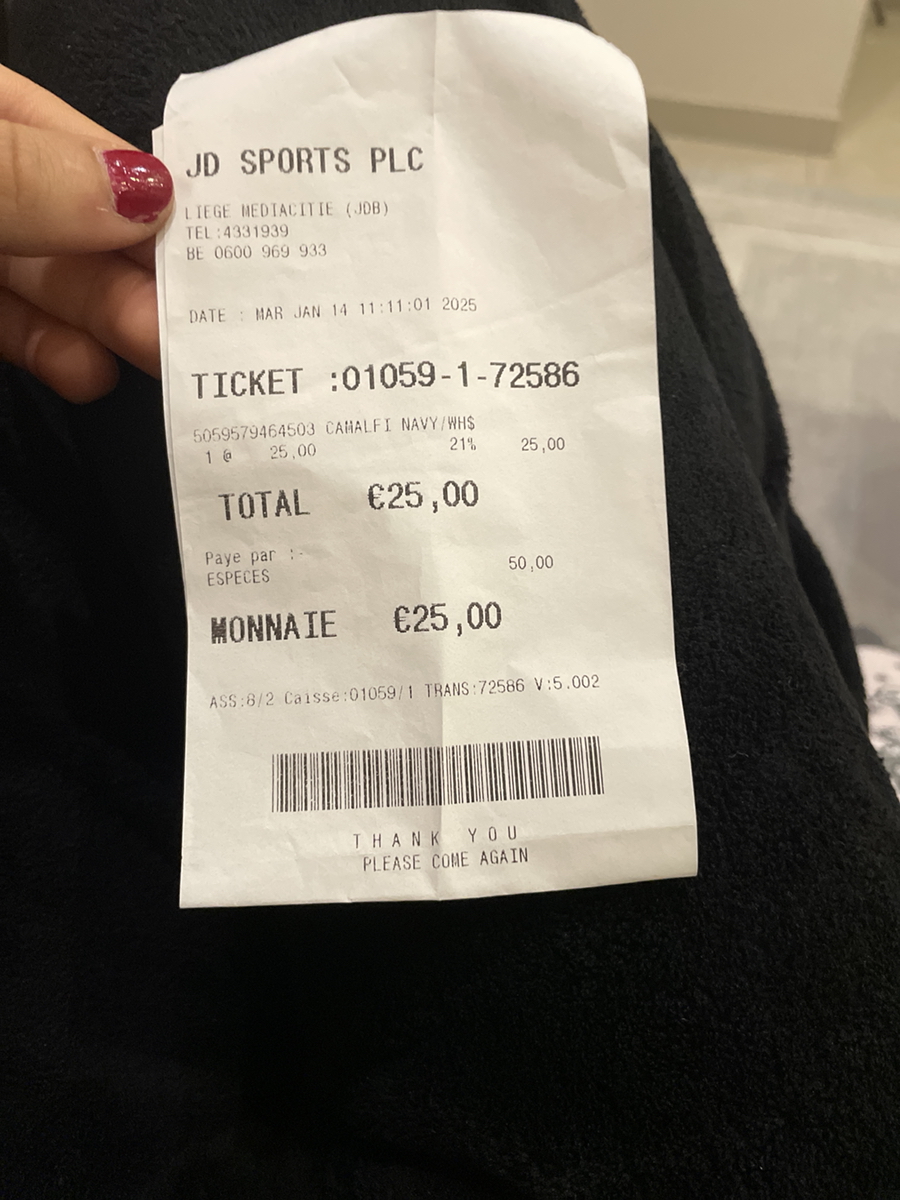 JD SPORTS PLC
LIEGE MEDIACITIE (JDB)
TEL:4331939
BE 0600 969 933
DATE : MAR JAN 14 11:11:01 2025
TICKET :01059-1-72586
5059579464503 CAMALFI NAVY/WH$
1 @ 25,00 21% 25,00
TOTAL €25,00
Paye par :-
ESPECES 50,00
MONNAIE €25,00
ASS:8/2 Caisse:01059/1 TRANS:72586 V:5.002
THANK YOU
PLEASE COME AGAIN